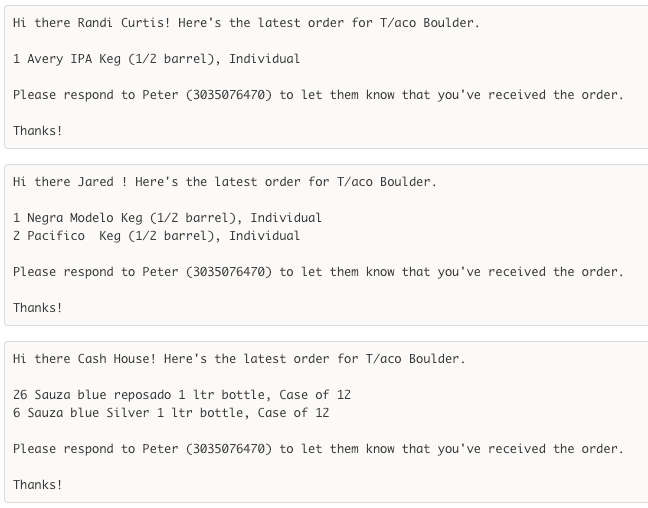 Hi there Randi Curtis! Here's the latest order for T/aco Boulder.
1 Avery IPA Keg (1/2 barrel), Individual
Please respond to Peter (3035076470) to let them know that you've received the order.
Thanks!
Hi there Jared ! Here's the latest order for T/aco Boulder.
1 Negra Modelo Keg (1/2 barrel), Individual
2 Pacifico  Keg (1/2 barrel), Individual
Please respond to Peter (3035076470) to let them know that you've received the order.
Thanks!
Hi there Cash House! Here's the latest order for T/aco Boulder.
26 Sauza blue reposado 1 ltr bottle, Case of 12
6 Sauza blue Silver 1 ltr bottle, Case of 12
Please respond to Peter (3035076470) to let them know that you've received the order.
Thanks!